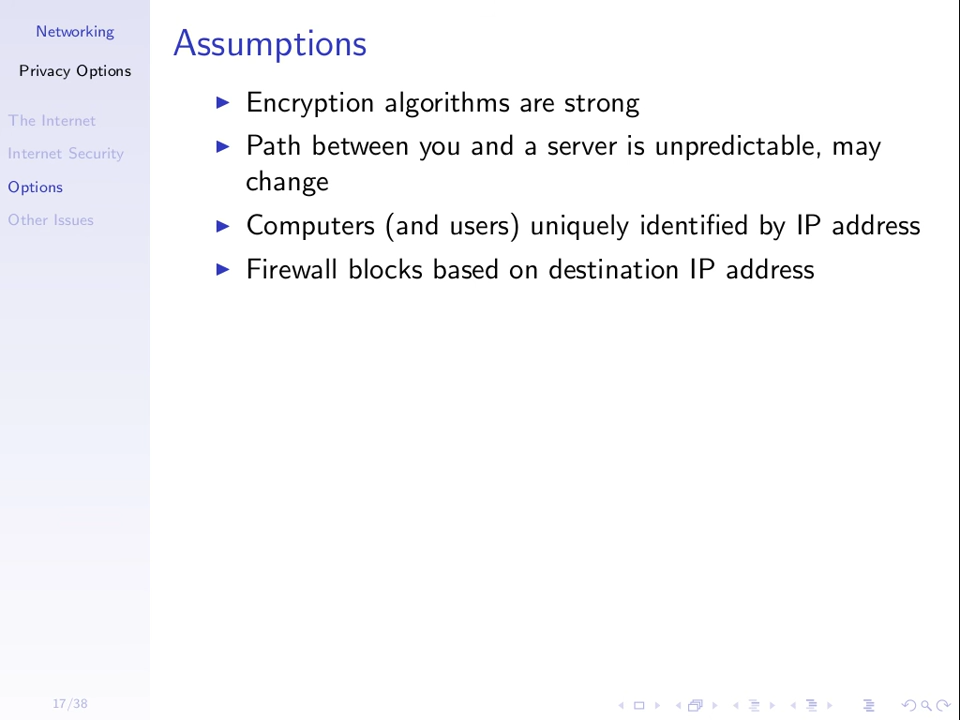 Networking
Privacy Options
The Internet
Internet Security
Options
Other Issues
17/38
Assumptions
Encryption algorithms are strong
Path between you and a server is unpredictable, may
change
Computers (and users) uniquely identified by IP address
Firewall blocks based on destination IP address